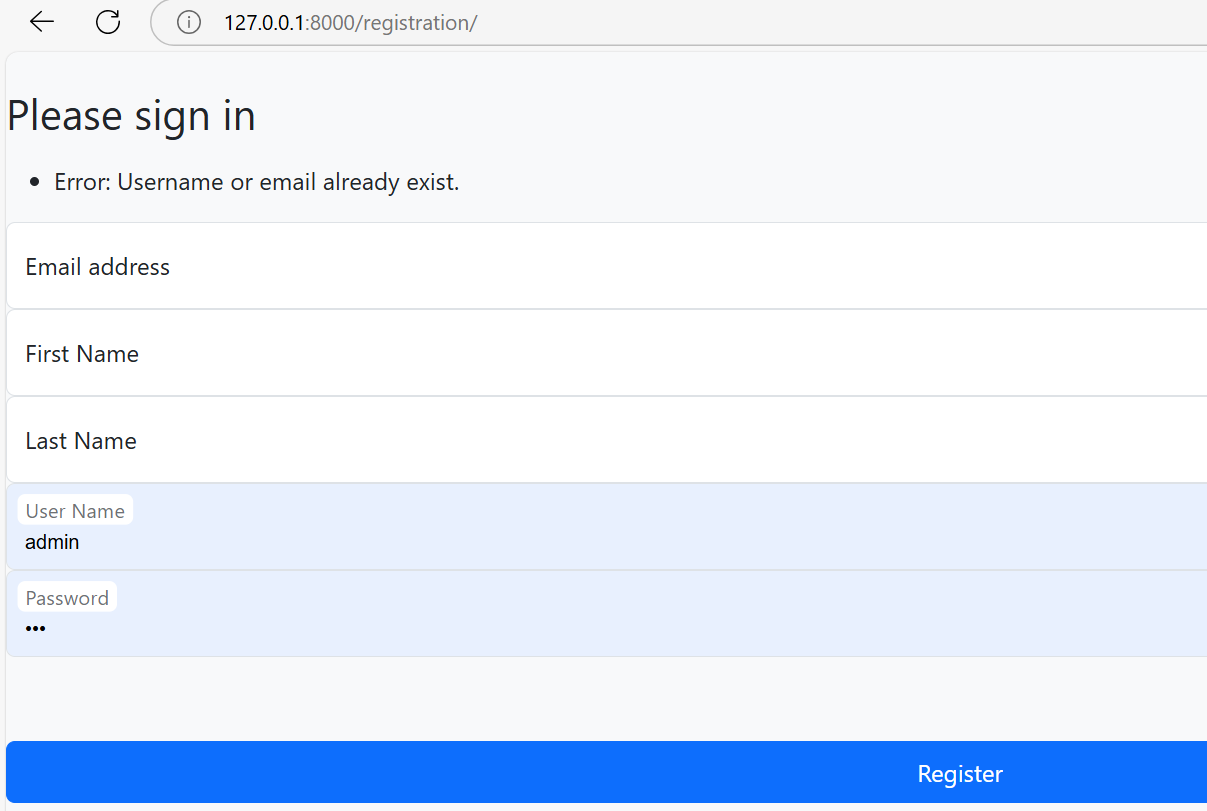 127.0.0.1:8000/registration/
Please sign in
Error: Username or email already exist.
Email address
First Name
Last Name
User Name
admin
Password
•••
Register